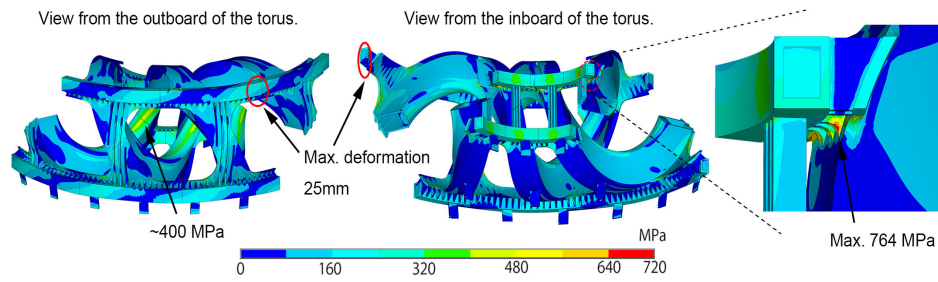 View from the outboard of the torus.
View from the inboard of the torus.
Max. deformation
25mm
~400 MPa
Max. 764 MPa
MPa
0 160 320 480 640 720